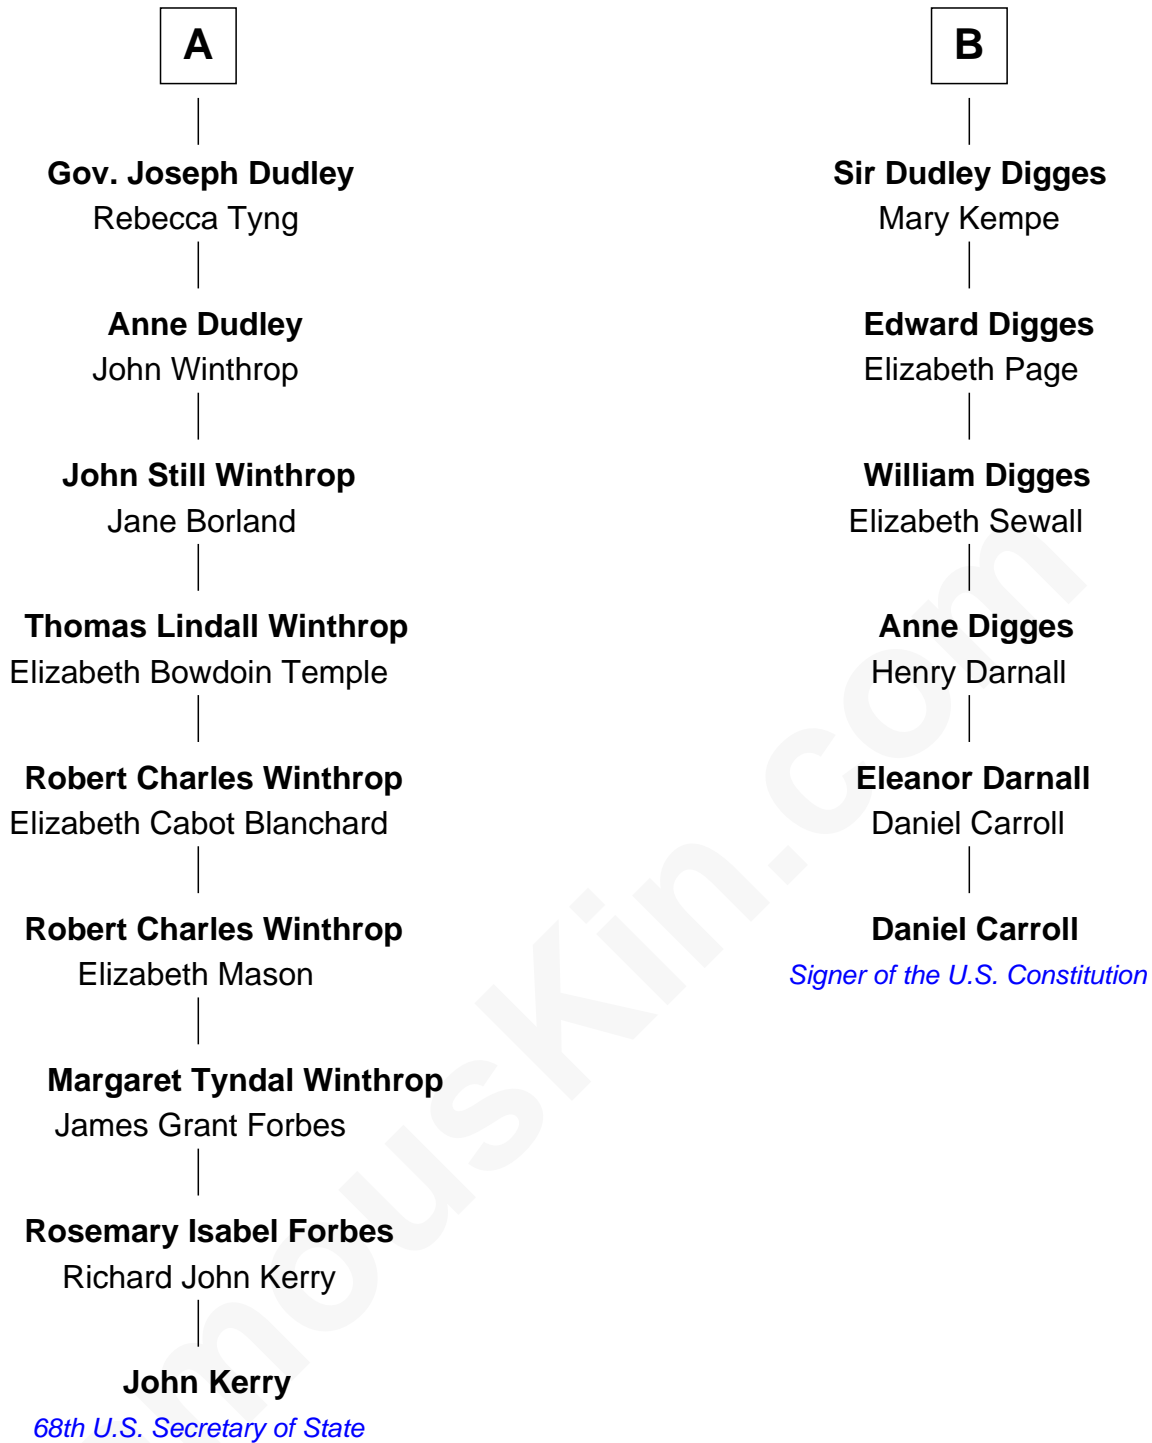 A
Gov. Joseph Dudley
Rebecca Tyng
Anne Dudley
John Winthrop
John Still Winthrop
Jane Borland
Thomas Lindall Winthrop
Elizabeth Bowdoin Temple
Robert Charles Winthrop
Elizabeth Cabot Blanchard
Robert Charles Winthrop
Elizabeth Mason
Margaret Tyndal Winthrop
James Grant Forbes
Rosemary Isabel Forbes
Richard John Kerry
John Kerry
68th U.S. Secretary of State
B
Sir Dudley Digges
Mary Kempe
Edward Digges
Elizabeth Page
William Digges
Elizabeth Sewall
Anne Digges
Henry Darnall
Eleanor Darnall
Daniel Carroll
Daniel Carroll
Signer of the U.S. Constitution
mouskin.com